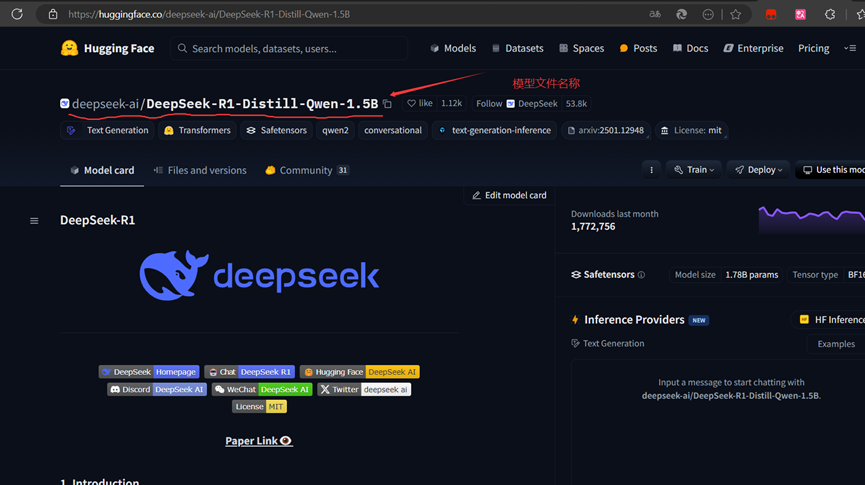 https://huggingface.co/deepseek-ai/DeepSeek-R1-Distill-Qwen-1.5B
Hugging Face
Search models, datasets, users...
Models
Datasets
Spaces
Posts
Docs
Enterprise
Pricing
模型文件名称
deepseek-ai/DeepSeek-R1-Distill-Qwen-1.5B
like 1.12k
Follow DeepSeek 53.8k
Text Generation
Transformers
Safetensors
qwen2
conversational
text-generation-inference
arxiv:2501.12948
License: mit
Model card
Files and versions
Community 31
Train
Deploy
Use this mod
Edit model card
DeepSeek-R1
deepseek
DeepSeek Homepage
Chat DeepSeek R1
Hugging Face DeepSeek AI
Discord DeepSeek AI
WeChat DeepSeek AI
Twitter deepseek ai
License MIT
Paper Link
1. Introduction
Downloads last month
1,772,756
Safetensors
Model size 1.78B params
Tensor type BF16
Inference Providers NEW
HF Inference
Text Generation
Examples
Input a message to start chatting with
deepseek-ai/DeepSeek-R1-Distill-Qwen-1.5B.